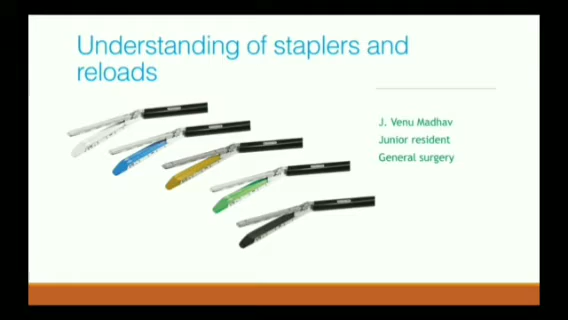 Understanding of staplers and
reloads
J. Venu Madhav
Junior resident
General surgery